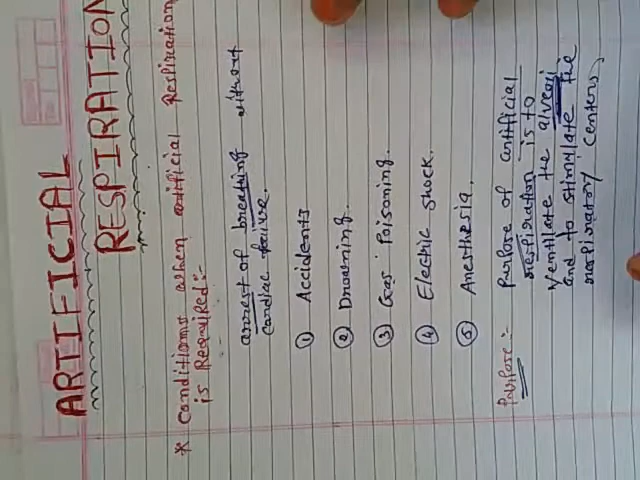 ARTIFICIAL
RESPIRATION
* Conditions when artificial Respiration
is Required:-
arrest of breathing without
cardiac failure.
① Accidents
② Drowning.
③ Gas Poisoning.
④ Electric shock.
⑤ Anesthesia.
Purpose:- Purpose of artificial
respiration is to
ventilate the alveoli
and to stimulate the
respiratory centers.